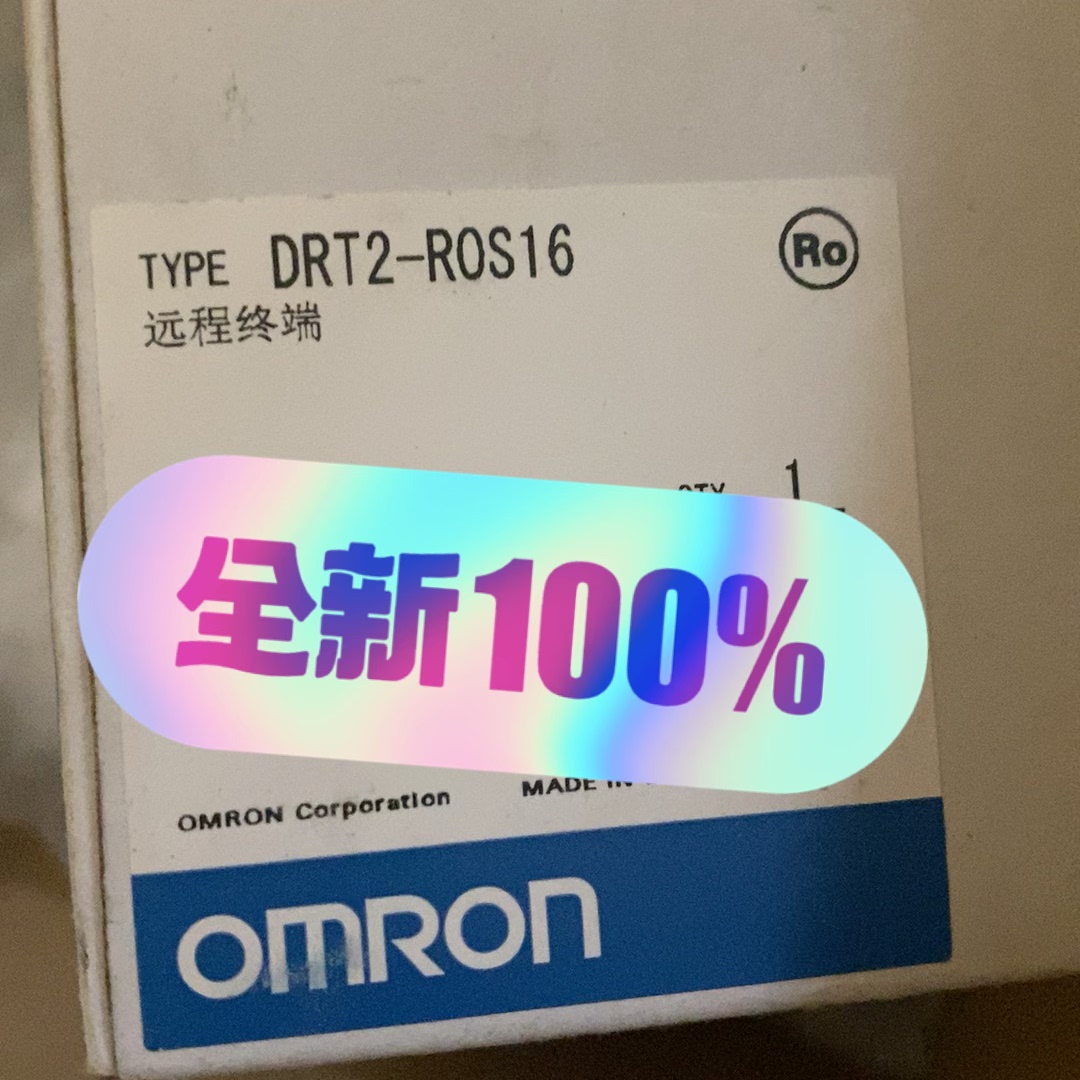 TYPE DRT2-ROS16
Ro
远程终端
QTY 1
全新100%
OMRON Corporation MADE IN
OMRON